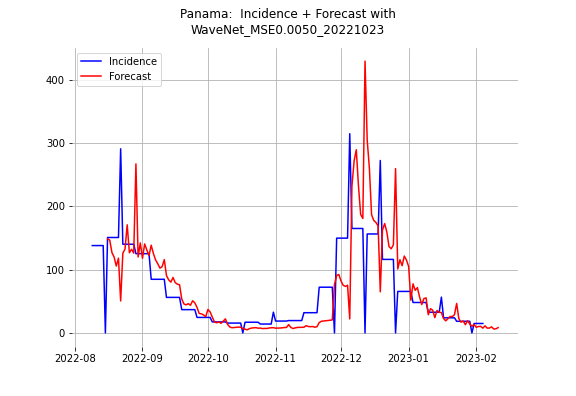 Panama:  Incidence + Forecast with
WaveNet_MSE0.0050_20221023
Incidence
Forecast
400
300
200
100
0
2022-08 2022-09 2022-10 2022-11 2022-12 2023-01 2023-02